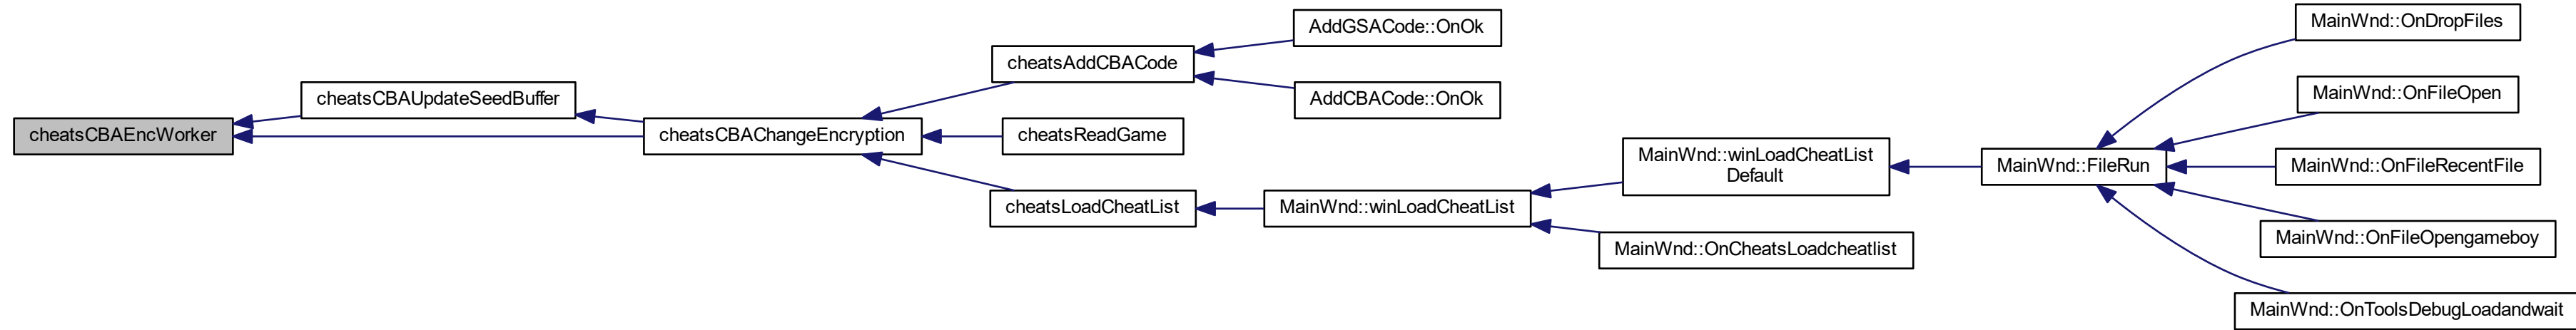 cheatsCBAEncWorker
cheatsCBAUpdateSeedBuffer
cheatsCBAChangeEncryption
cheatsAddCBACode
AddGSACode::OnOk
AddCBACode::OnOk
cheatsReadGame
cheatsLoadCheatList
MainWnd::winLoadCheatList
MainWnd::winLoadCheatList
Default
MainWnd::OnCheatsLoadcheatlist
MainWnd::FileRun
MainWnd::OnDropFiles
MainWnd::OnFileOpen
MainWnd::OnFileRecentFile
MainWnd::OnFileOpengameboy
MainWnd::OnToolsDebugLoadandwait